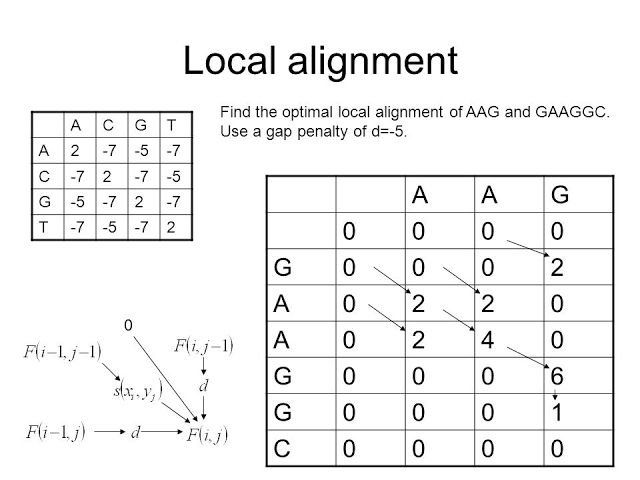 Local alignment
Find the optimal local alignment of AAG and GAAGGC.
Use a gap penalty of d=-5.
A C G T
A 2 -7 -5 -7
C -7 2 -7 -5
G -5 -7 2 -7
T -7 -5 -7 2
A A G
0 0 0 0
G 0 0 0 2
A 0 2 2 0
A 0 2 4 0
G 0 0 0 6
G 0 0 0 1
C 0 0 0 0
0
F(i−1, j−1) F(i, j−1)
s(xᵢ, yⱼ) d
F(i−1, j) d F(i, j)